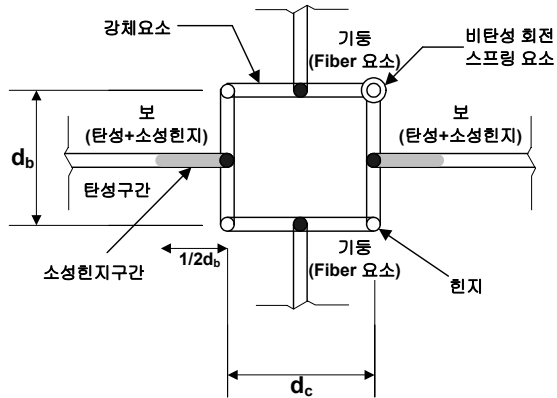 강체요소
기둥
(Fiber 요소)
비탄성 회전
스프링 요소
보
(탄성+소성힌지)
보
(탄성+소성힌지)
d_b
탄성구간
소성힌지구간
1/2d_b
기둥
(Fiber 요소)
힌지
d_c